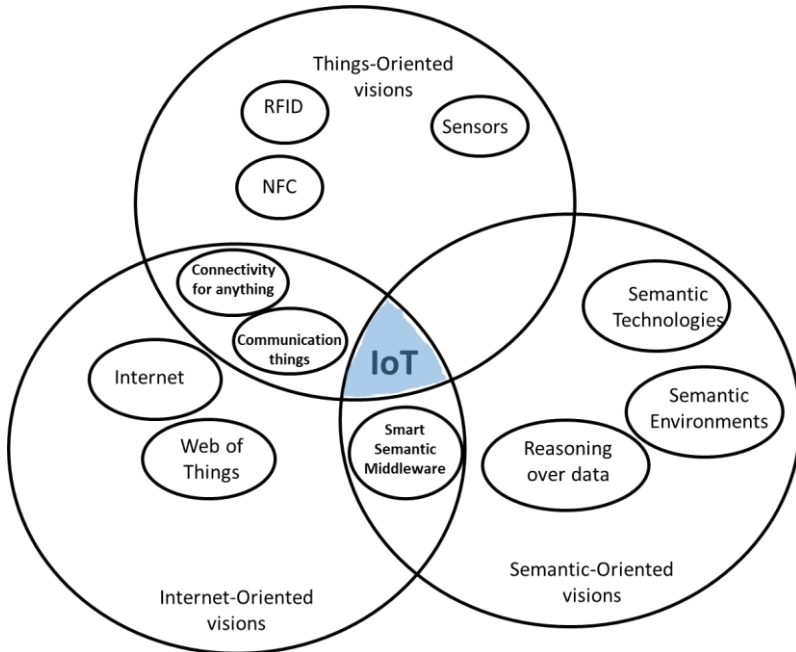 Things-Oriented
visions
RFID
Sensors
NFC
Connectivity
for anything
Communication
things
IoT
Semantic
Technologies
Internet
Semantic
Environments
Web of
Things
Smart
Semantic
Middleware
Reasoning
over data
Internet-Oriented
visions
Semantic-Oriented
visions